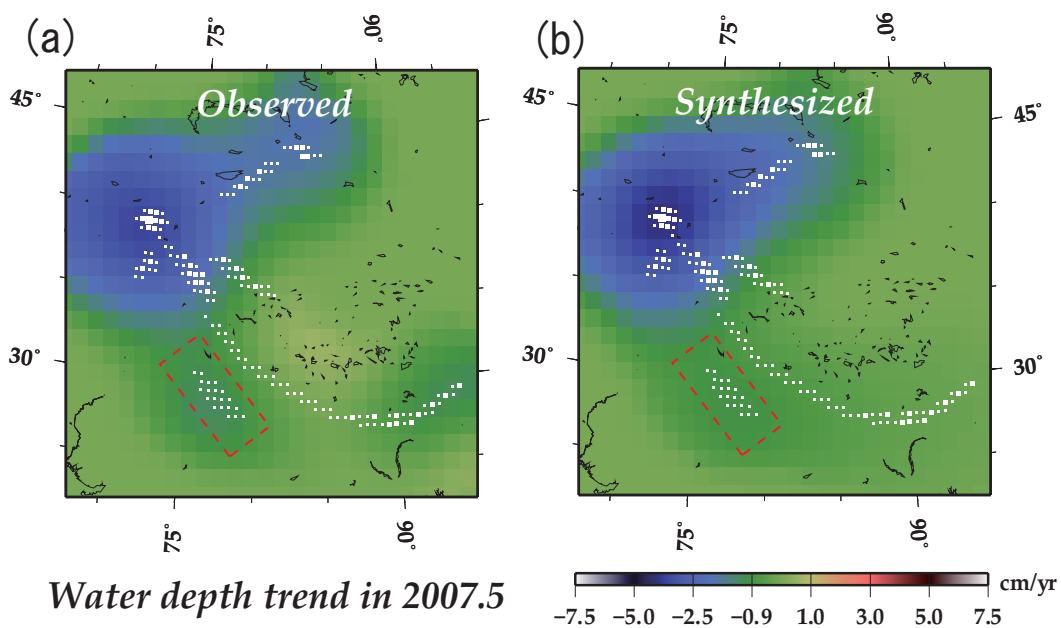 (a)
75°
90°
(b)
75°
90°
45°
Observed
Synthesized
45°
30°
30°
75°
90°
75°
90°
Water depth trend in 2007.5
cm/yr
−7.5 −5.0 −2.5 −0.9 1.0 3.0 5.0 7.5